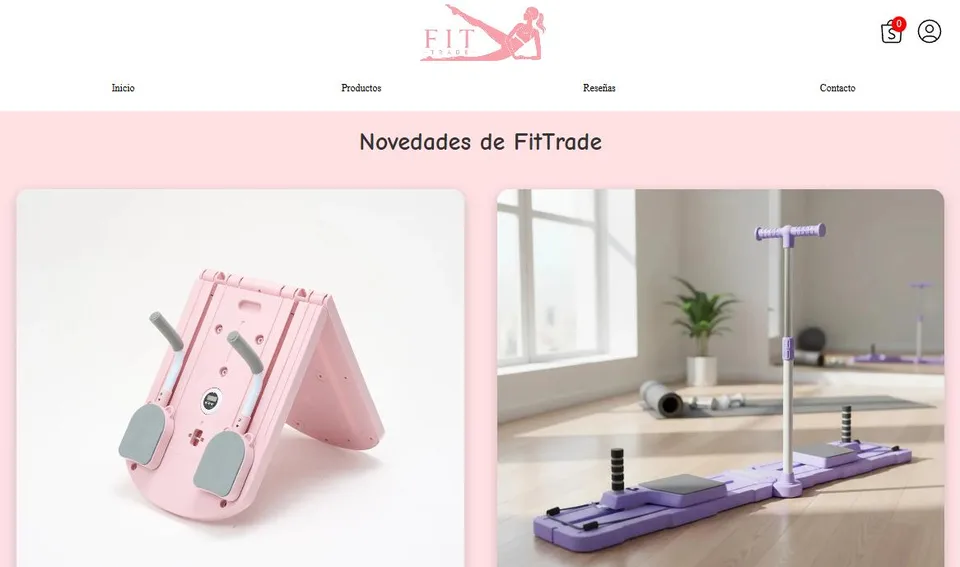 FIT
TRADE
0
Inicio
Productos
Reseñas
Contacto
Novedades de FitTrade